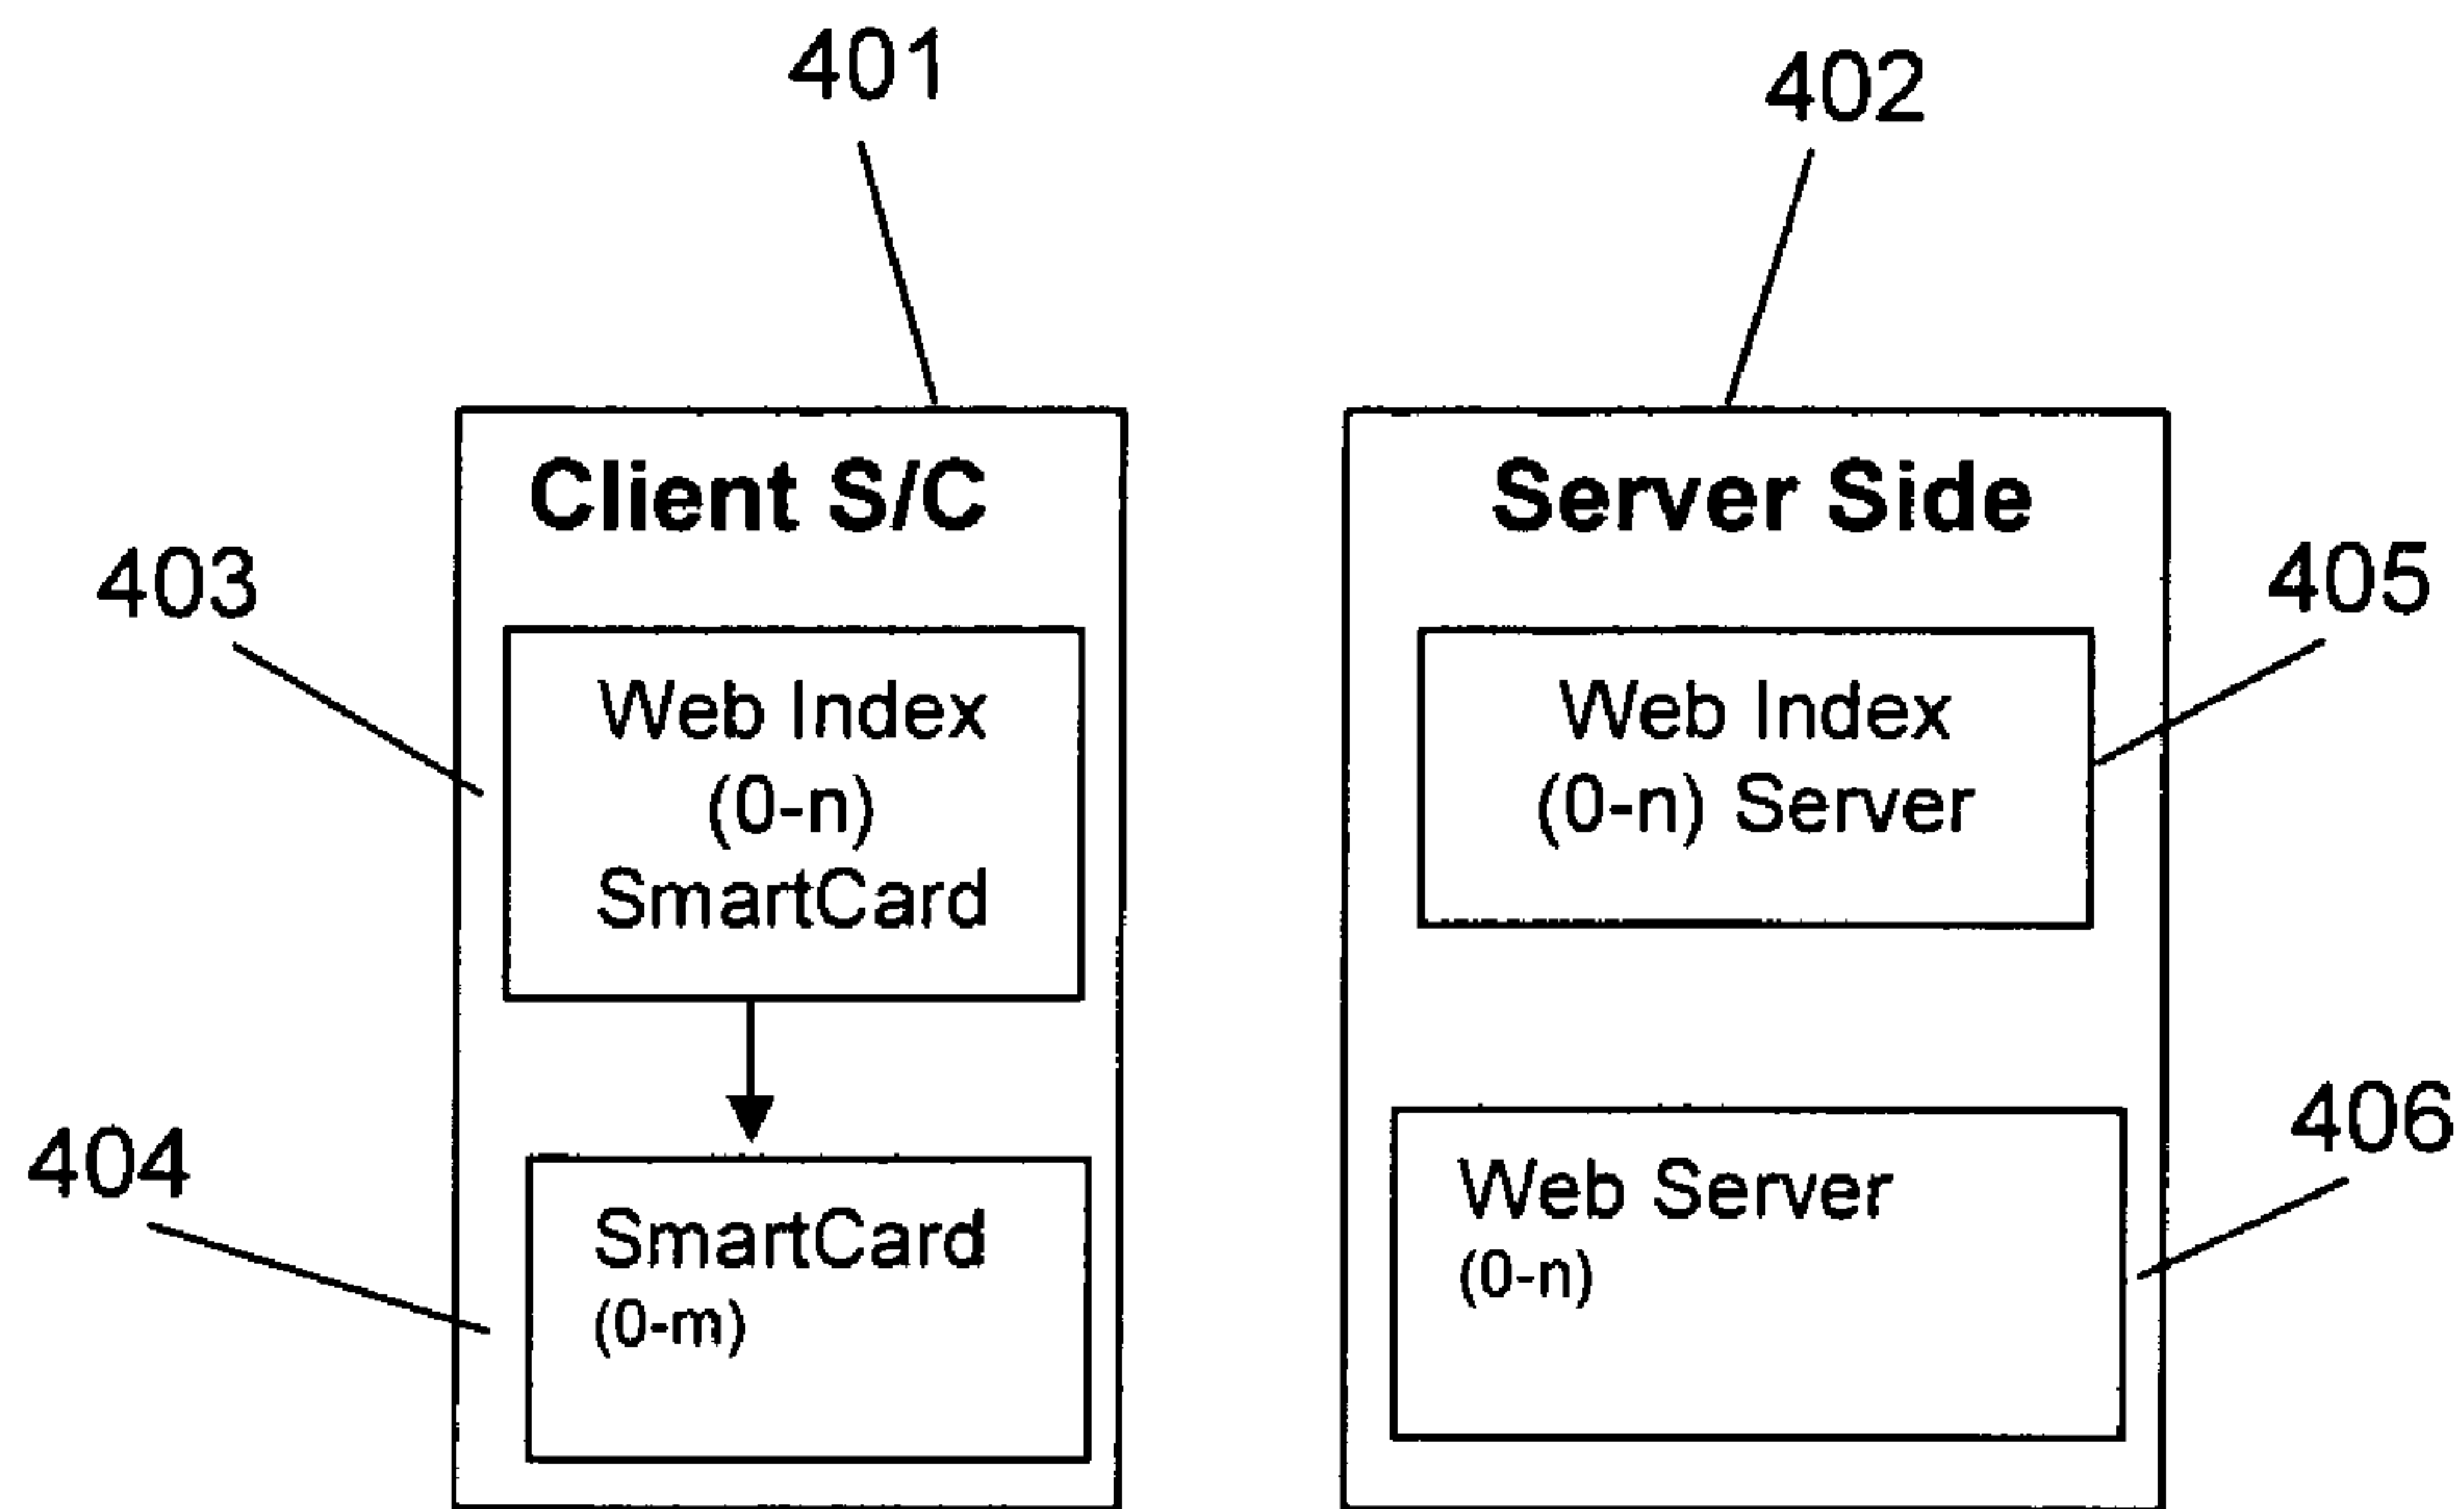 401
402
Client S/C
Server Side
403
405
Web Index
(0-n)
SmartCard
Web Index
(0-n) Server
404
406
SmartCard
(0-m)
Web Server
(0-n)